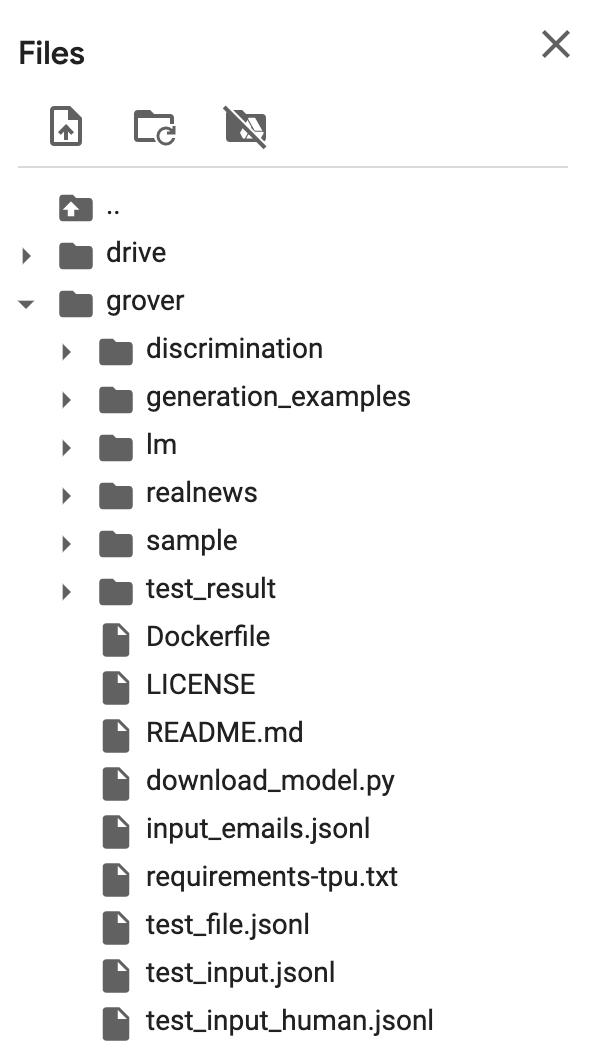 Files
..
drive
grover
discrimination
generation_examples
lm
realnews
sample
test_result
Dockerfile
LICENSE
README.md
download_model.py
input_emails.jsonl
requirements-tpu.txt
test_file.jsonl
test_input.jsonl
test_input_human.jsonl